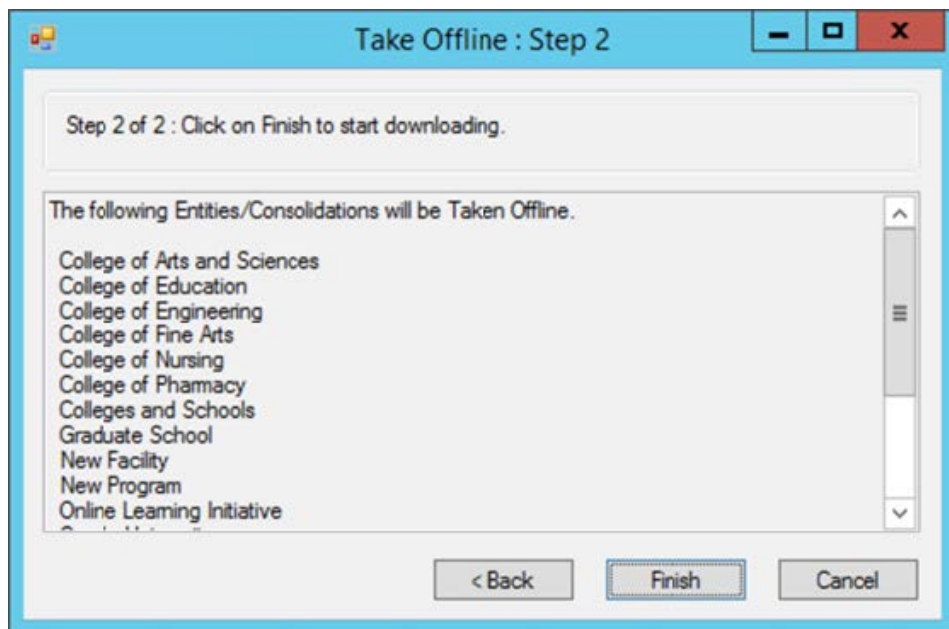 Take Offline : Step 2
Step 2 of 2 : Click on Finish to start downloading.
The following Entities/Consolidations will be Taken Offline.
College of Arts and Sciences
College of Education
College of Engineering
College of Fine Arts
College of Nursing
College of Pharmacy
Colleges and Schools
Graduate School
New Facility
New Program
Online Learning Initiative
< Back
Finish
Cancel